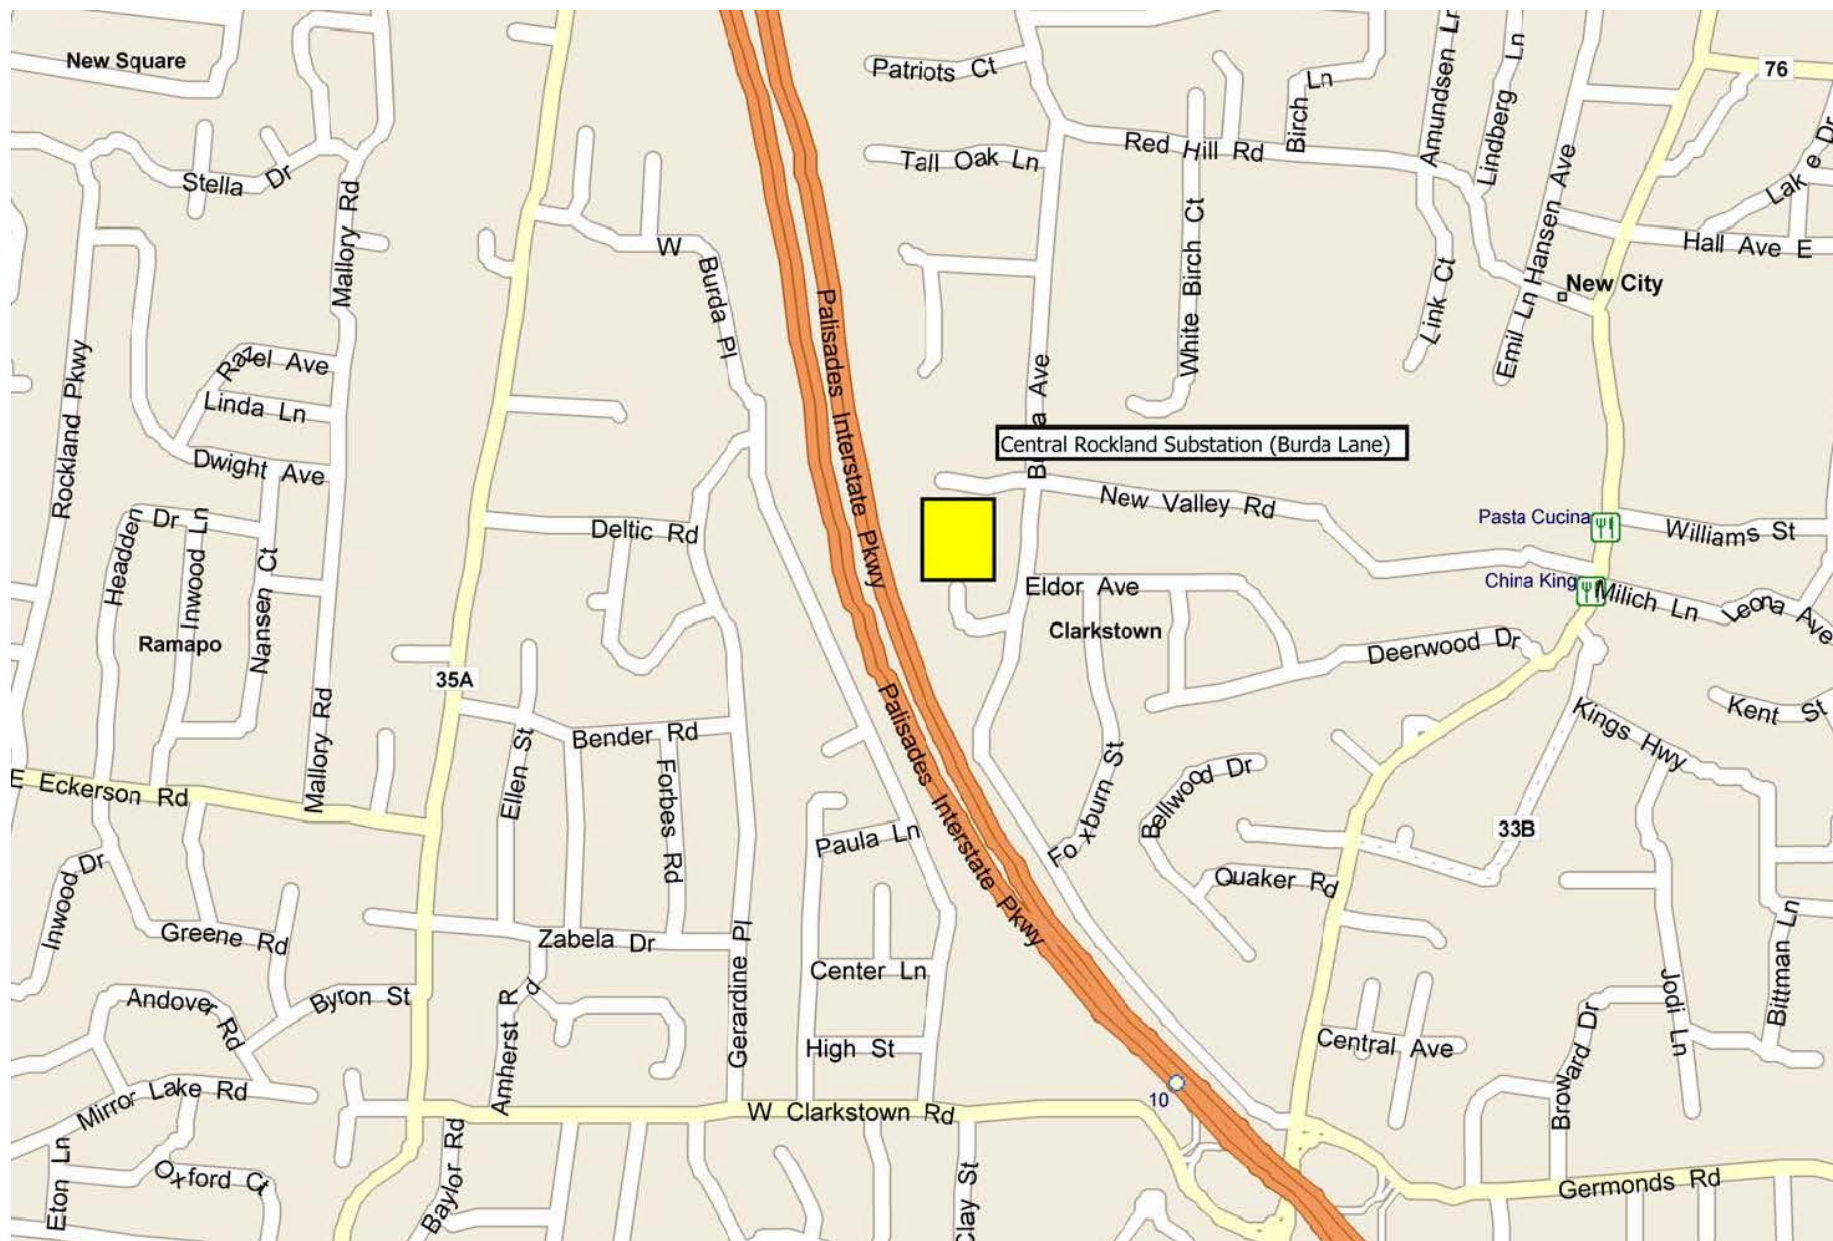 New Square
Patriots Ct
Birch Ln
Amundsen Ln
Lindberg Ln
76
Tall Oak Ln
Red Hill Rd
Lake Dr
Stella Dr
Mallory Rd
W Burda Pl
White Birch Ct
Link Ct
Emil Ln
Hansen Ave
Hall Ave E
New City
Palisades Interstate Pkwy
Rockland Pkwy
Linda Ln
Dwight Ave
Central Rockland Substation (Burda Lane)
New Valley Rd
Pasta Cucina
Williams St
Headden Dr
Inwood Ln
Nansen Ct
Deltic Rd
Eldor Ave
China King
Milich Ln
Leona Ave
Clarkstown
Ramapo
Deerwood Dr
35A
Mallory Rd
Kent St
Kings Hwy
Bender Rd
Ellen St
Forbes Rd
Palisades Interstate Pkwy
Foxburn St
Bellwood Dr
E Eckerson Rd
33B
Paula Ln
Quaker Rd
Inwood Dr
Greene Rd
Zabela Dr
Gerardine Pl
Center Ln
Bittman Ln
Jodi Ln
Andover Rd
Byron St
Amherst Rd
High St
Central Ave
Broward Dr
Mirror Lake Rd
10
W Clarkstown Rd
Baylor Rd
Eton Ln
Oxford Ct
Clay St
Germonds Rd